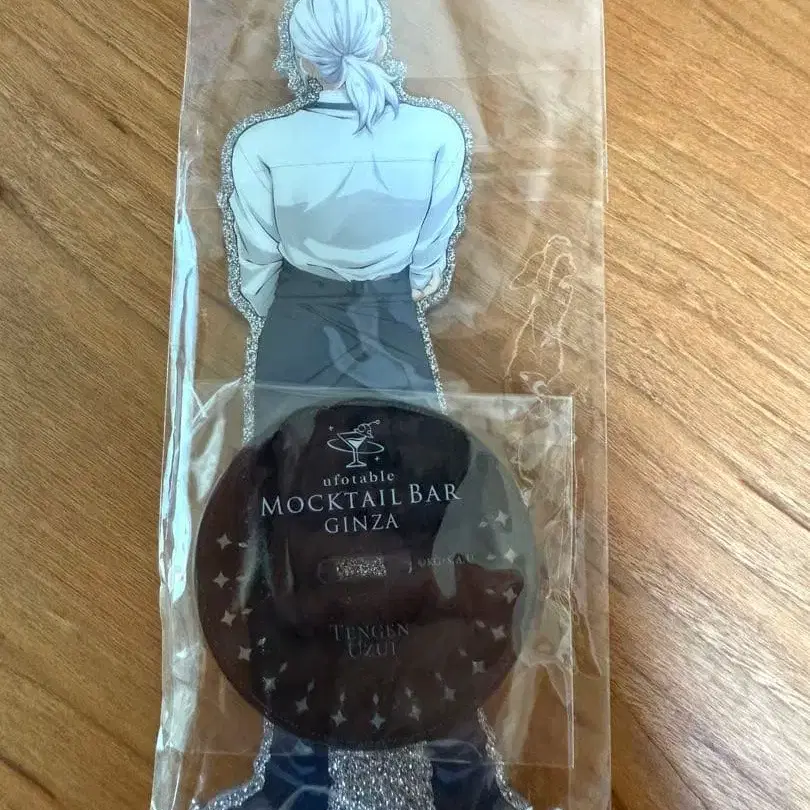 ufotable
MOCKTAIL BAR
GINZA
TENGEN
UZUI